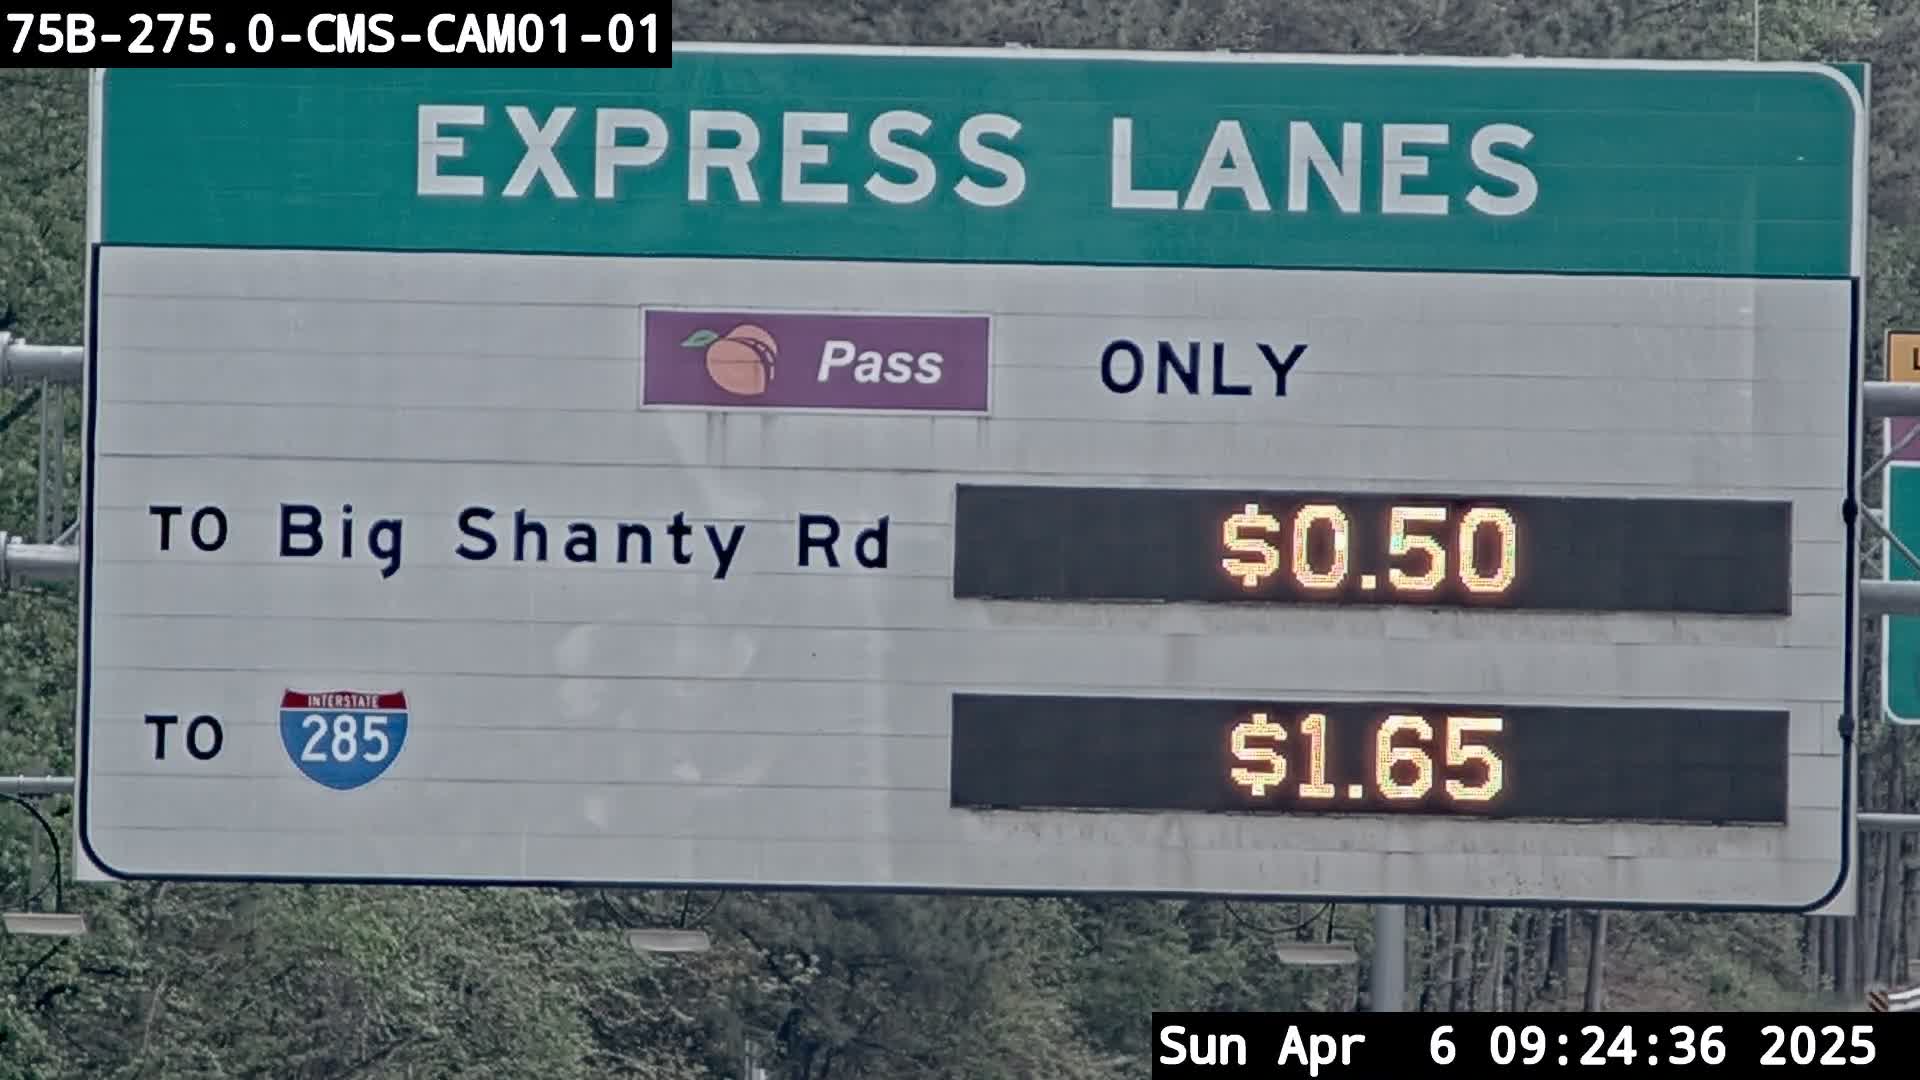 75B-275.0-CMS-CAM01-01
EXPRESS LANES
Pass ONLY
TO Big Shanty Rd $0.50
INTERSTATE
TO 285 $1.65
Sun Apr 6 09:24:36 2025